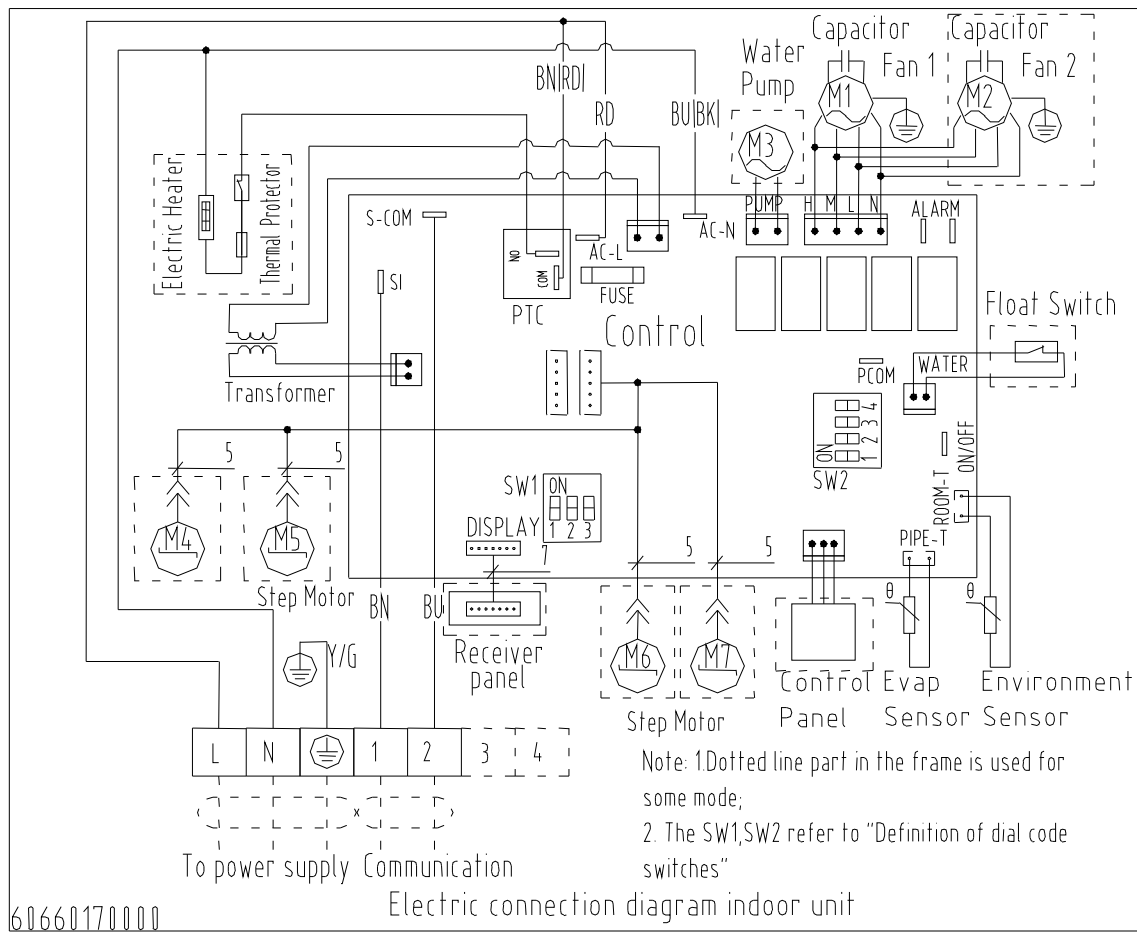 Capacitor
Capacitor
Fan 1
Fan 2
Water
Pump
M1
M2
M3
BN(RD)
RD
BU(BK)
Electric Heater
Thermal Protector
S-COM
SI
NO
COM
PTC
AC-L
FUSE
AC-N
PUMP
H M L N
ALARM
Control
Transformer
Float Switch
PCOM
WATER
ON
1 2 3 4
SW2
ON/OFF
ROOM-T
PIPE-T
5
5
M4
M5
Step Motor
SW1
ON
1 2 3
DISPLAY
7
5
5
BN
BU
Y/G
Receiver
panel
M6
M7
Step Motor
θ
θ
Control
Panel
Evap
Sensor
Environment
Sensor
L N 1 2 3 4
To power supply
Communication
Note: 1.Dotted line part in the frame is used for
some mode;
2. The SW1,SW2 refer to "Definition of dial code
switches"
Electric connection diagram indoor unit
60660170000